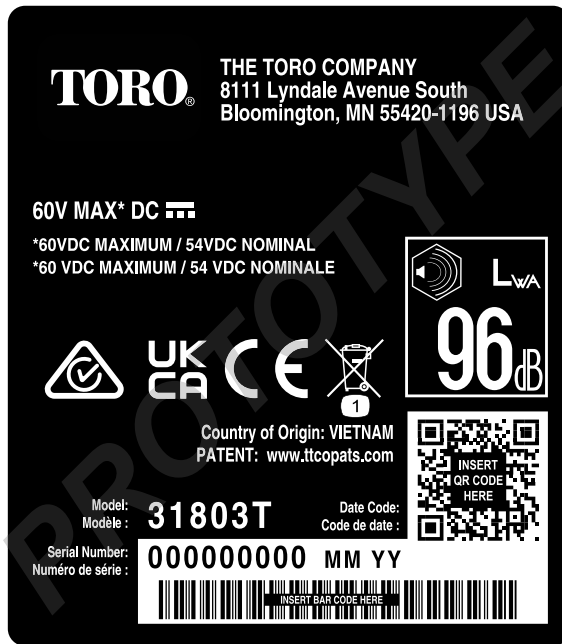 TORO®
THE TORO COMPANY
8111 Lyndale Avenue South
Bloomington, MN 55420-1196 USA
60V MAX* DC
*60VDC MAXIMUM / 54VDC NOMINAL
*60 VDC MAXIMUM / 54 VDC NOMINALE
LWA
96dB
UK
CA
CE
1
Country of Origin: VIETNAM
PATENT: www.ttcopats.com
INSERT
QR CODE
HERE
Model:
Modèle :
31803T
Date Code:
Code de date :
Serial Number:
Numéro de série :
000000000 MM YY
INSERT BAR CODE HERE
PROTOTYPE